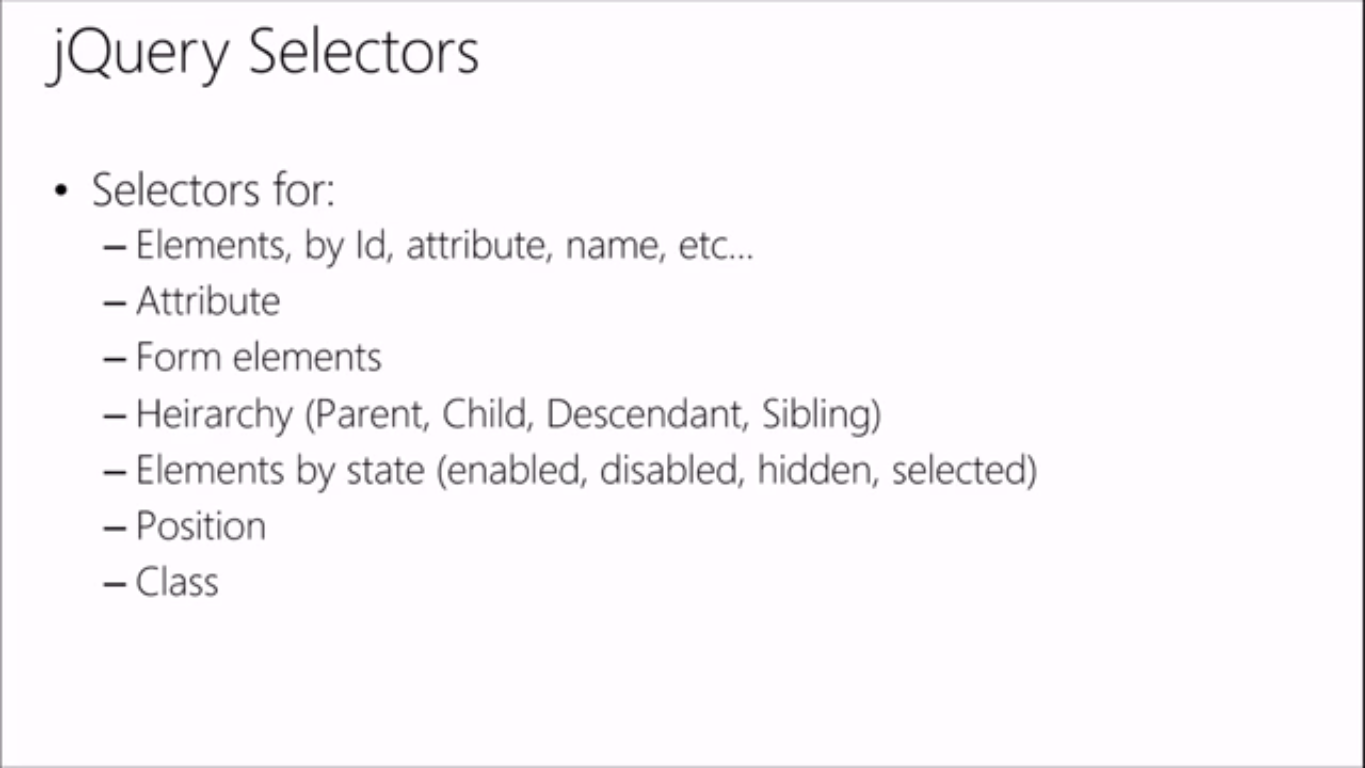 jQuery Selectors
• Selectors for:
– Elements, by Id, attribute, name, etc...
– Attribute
– Form elements
– Heirarchy (Parent, Child, Descendant, Sibling)
– Elements by state (enabled, disabled, hidden, selected)
– Position
– Class